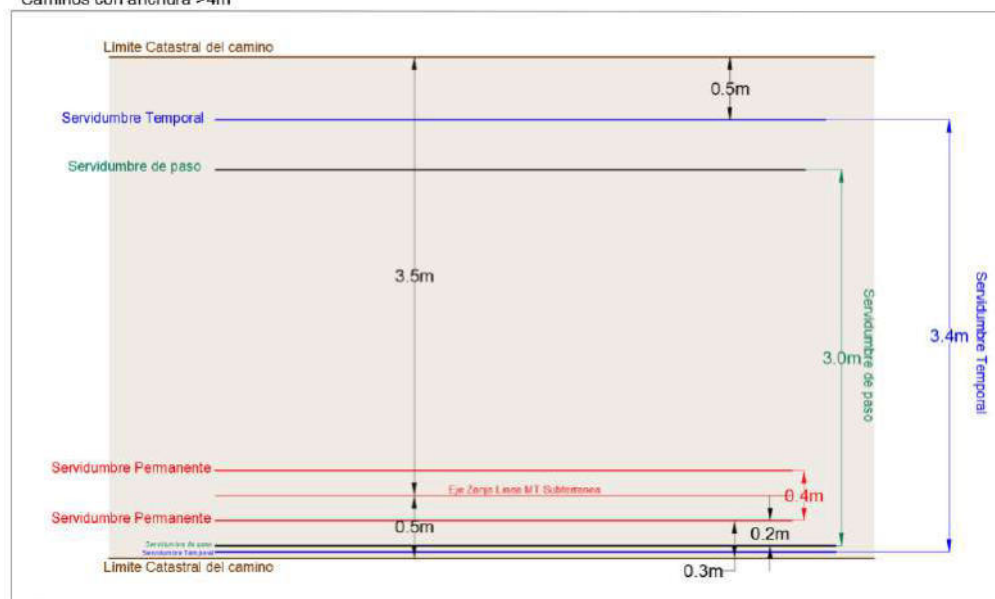 Caminos con anchura >4m
Límite Catastral del camino
0.5m
Servidumbre Temporal
Servidumbre de paso
3.5m
Servidumbre de paso
3.0m
Servidumbre Temporal
3.4m
Servidumbre Permanente
Eje Zanja Linea MT Subterranea
0.4m
Servidumbre Permanente
0.5m
0.2m
Servidumbre de paso
Servidumbre Temporal
Límite Catastral del camino
0.3m